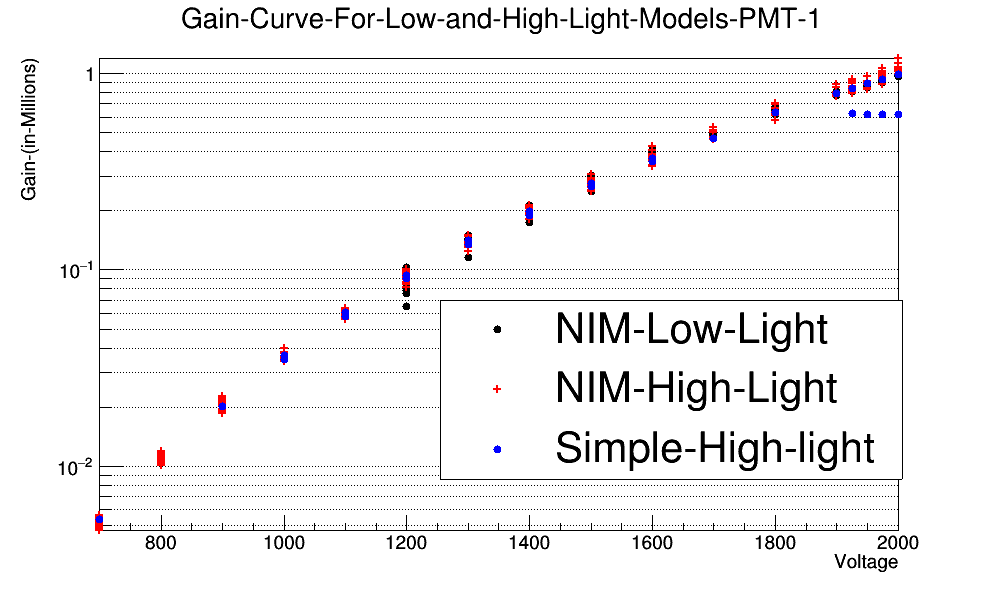 Gain-Curve-For-Low-and-High-Light-Models-PMT-1
Gain-(in-Millions)
1
10⁻¹
10⁻²
NIM-Low-Light
NIM-High-Light
Simple-High-light
800 1000 1200 1400 1600 1800 2000
Voltage